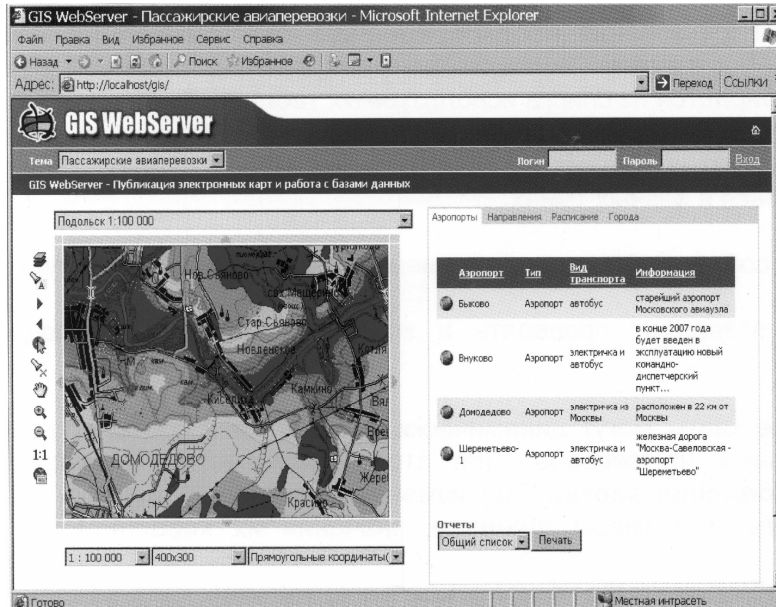 GIS WebServer - Пассажирские авиаперевозки - Microsoft Internet Explorer
Файл Правка Вид Избранное Сервис Справка
Назад Поиск Избранное
Адрес: http://localhost/gis/ Переход Ссылки
GIS WebServer
Тема Пассажирские авиаперевозки Логин Пароль Вход
GIS WebServer - Публикация электронных карт и работа с базами данных
Подольск 1:100 000
Аэропорты Направления Расписание Города
Аэропорт Тип Вид транспорта Информация
Быково Аэропорт автобус старейший аэропорт Московского авиаузла
Внуково Аэропорт электричка и автобус в конце 2007 года будет введен в эксплуатацию новый командно-диспетчерский пункт...
Домодедово Аэропорт электричка из Москвы расположен в 22 км от Москвы
Шереметьево-1 Аэропорт электричка и автобус железная дорога "Москва-Савеловская - аэропорт "Шереметьево"
Нов.Съяново
свх.Мещерино
Стар.Съяново
Новленское
Камкино
Киселиха
ДОМОДЕДОВО
Красино
1:1
Отчеты
Общий список Печать
1 : 100 000 400x300 Прямоугольные координаты(
Готово Местная интрасеть